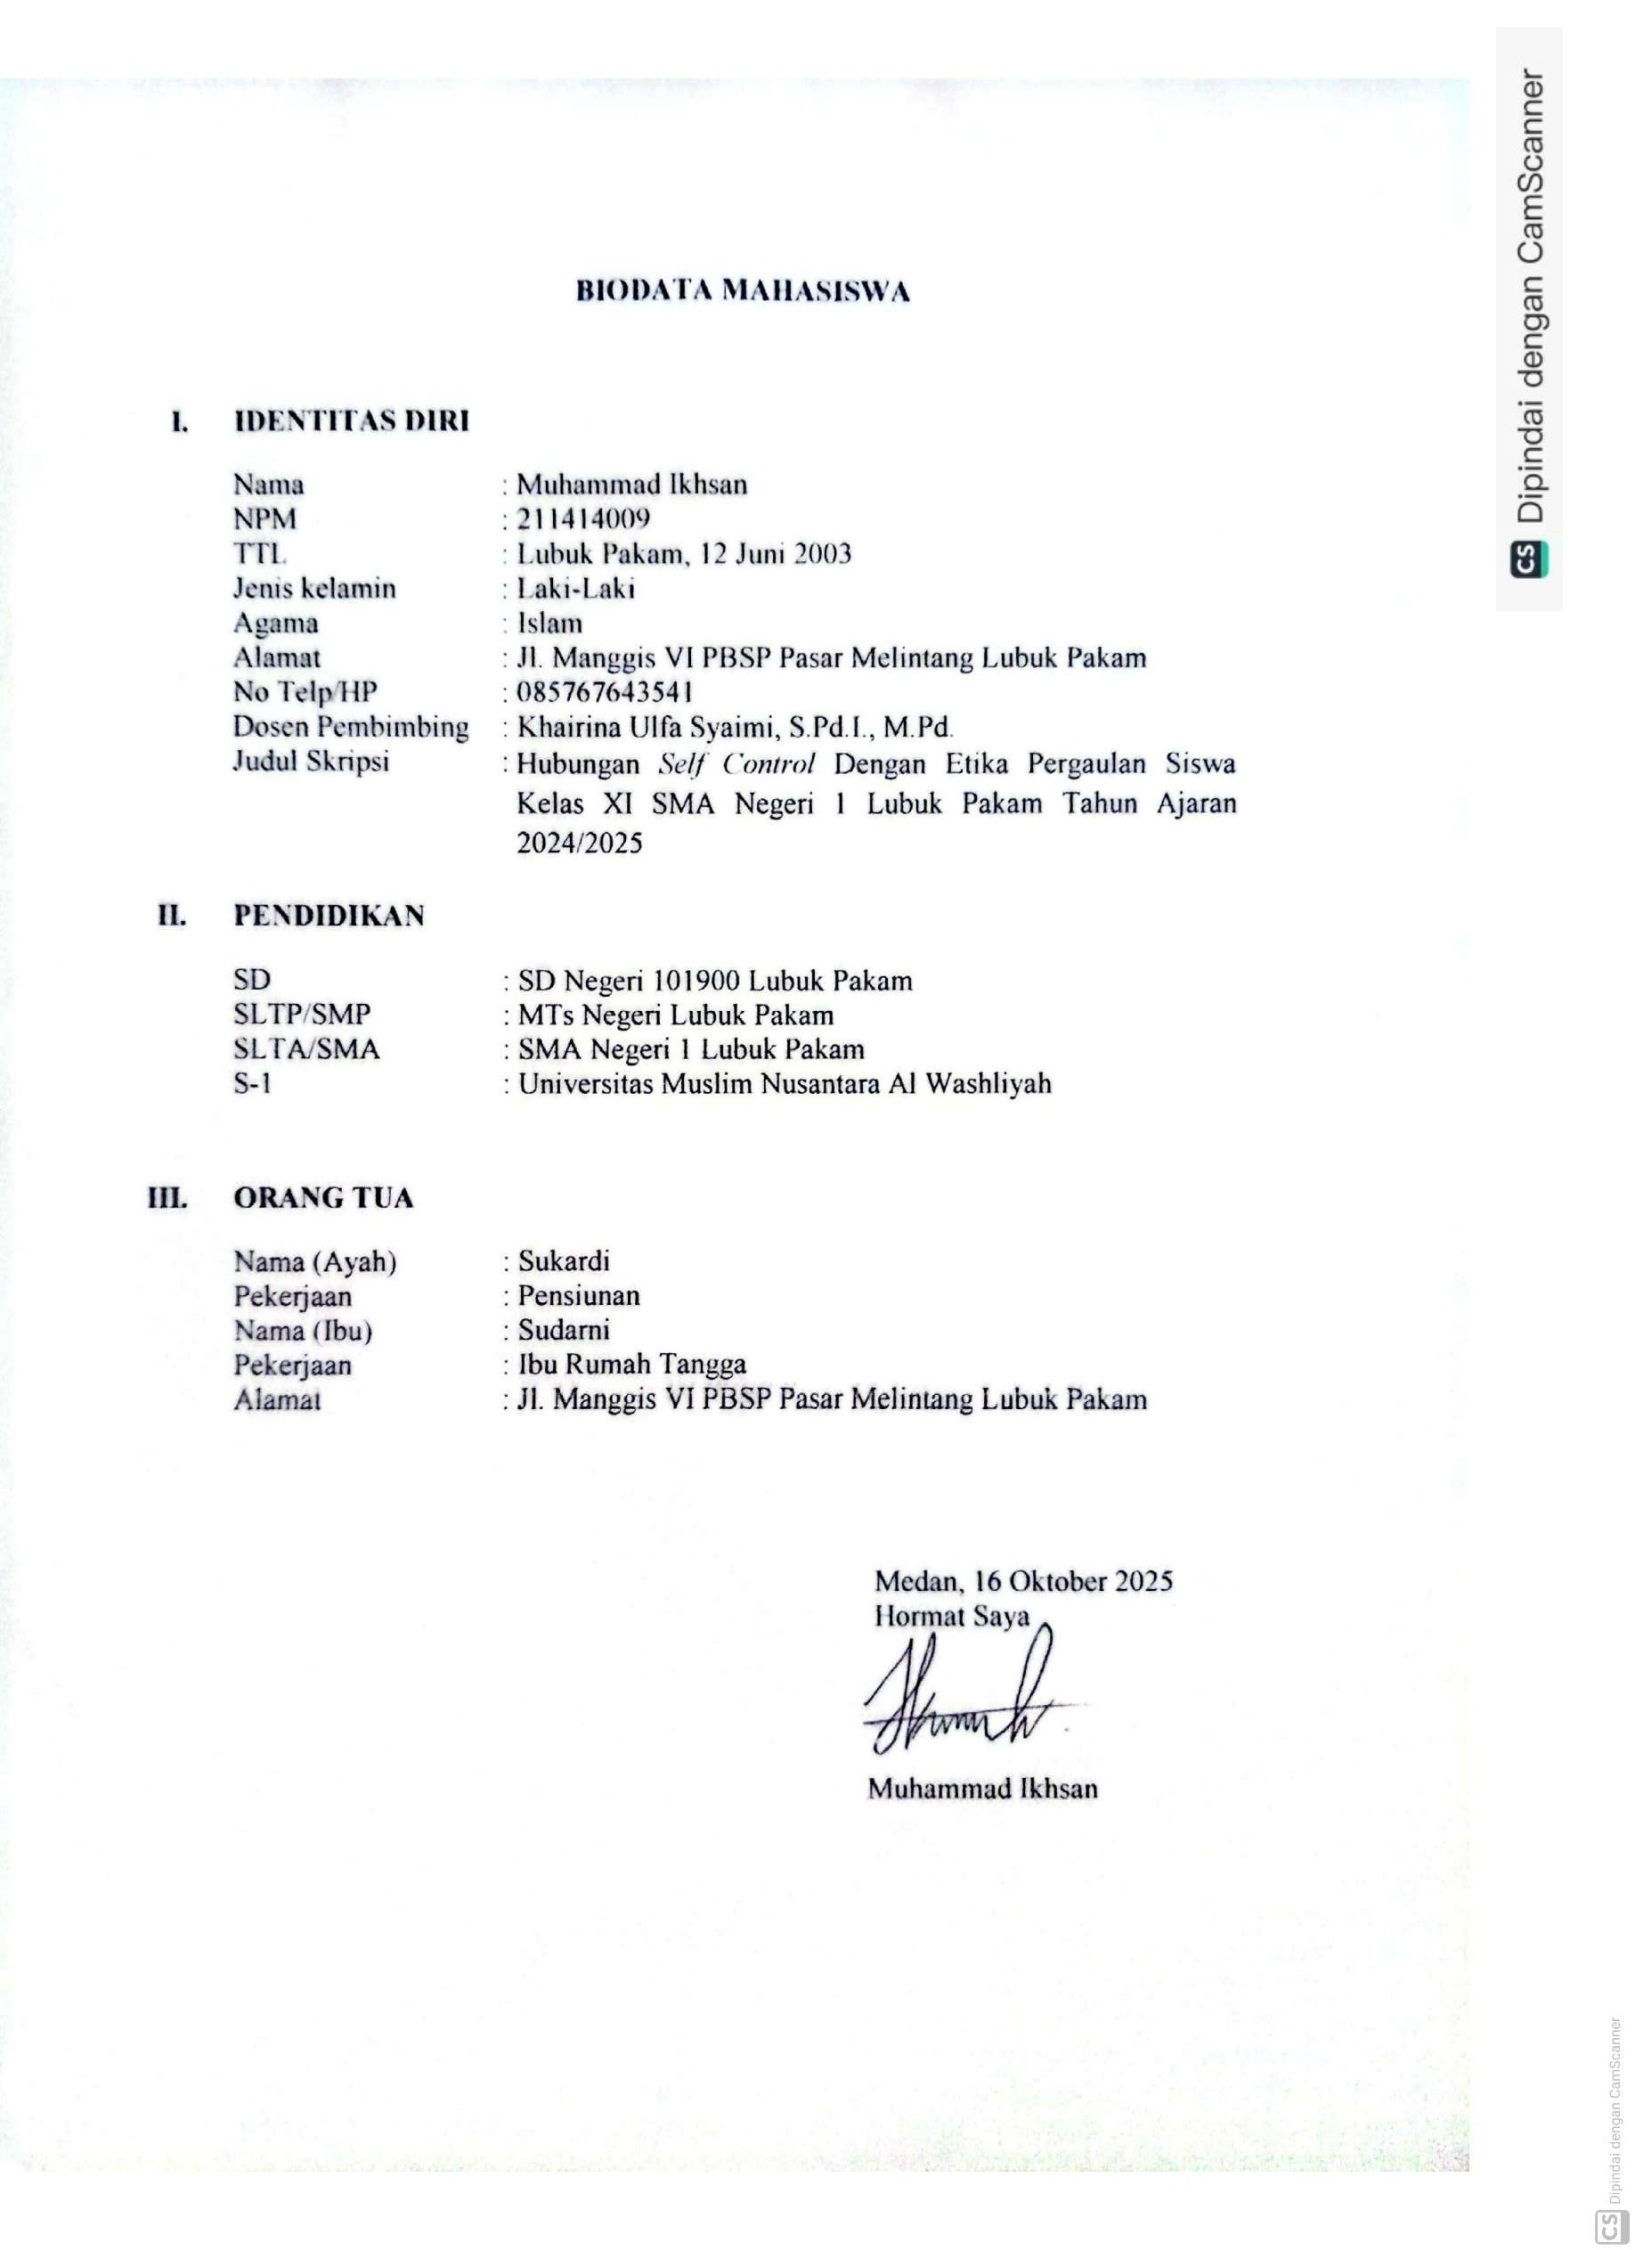 BIODATA MAHASISWA
I. IDENTITAS DIRI
Nama : Muhammad Ikhsan
NPM : 211414009
TTL : Lubuk Pakam, 12 Juni 2003
Jenis kelamin : Laki-Laki
Agama : Islam
Alamat : Jl. Manggis VI PBSP Pasar Melintang Lubuk Pakam
No Telp/HP : 085767643541
Dosen Pembimbing : Khairina Ulfa Syaimi, S.Pd.I., M.Pd.
Judul Skripsi : Hubungan Self Control Dengan Etika Pergaulan Siswa
Kelas XI SMA Negeri 1 Lubuk Pakam Tahun Ajaran
2024/2025
II. PENDIDIKAN
SD : SD Negeri 101900 Lubuk Pakam
SLTP/SMP : MTs Negeri Lubuk Pakam
SLTA/SMA : SMA Negeri 1 Lubuk Pakam
S-1 : Universitas Muslim Nusantara Al Washliyah
III. ORANG TUA
Nama (Ayah) : Sukardi
Pekerjaan : Pensiunan
Nama (Ibu) : Sudarni
Pekerjaan : Ibu Rumah Tangga
Alamat : Jl. Manggis VI PBSP Pasar Melintang Lubuk Pakam
Medan, 16 Oktober 2025
Hormat Saya
Muhammad Ikhsan
CS Dipindai dengan CamScanner
CS Dipindai dengan CamScanner